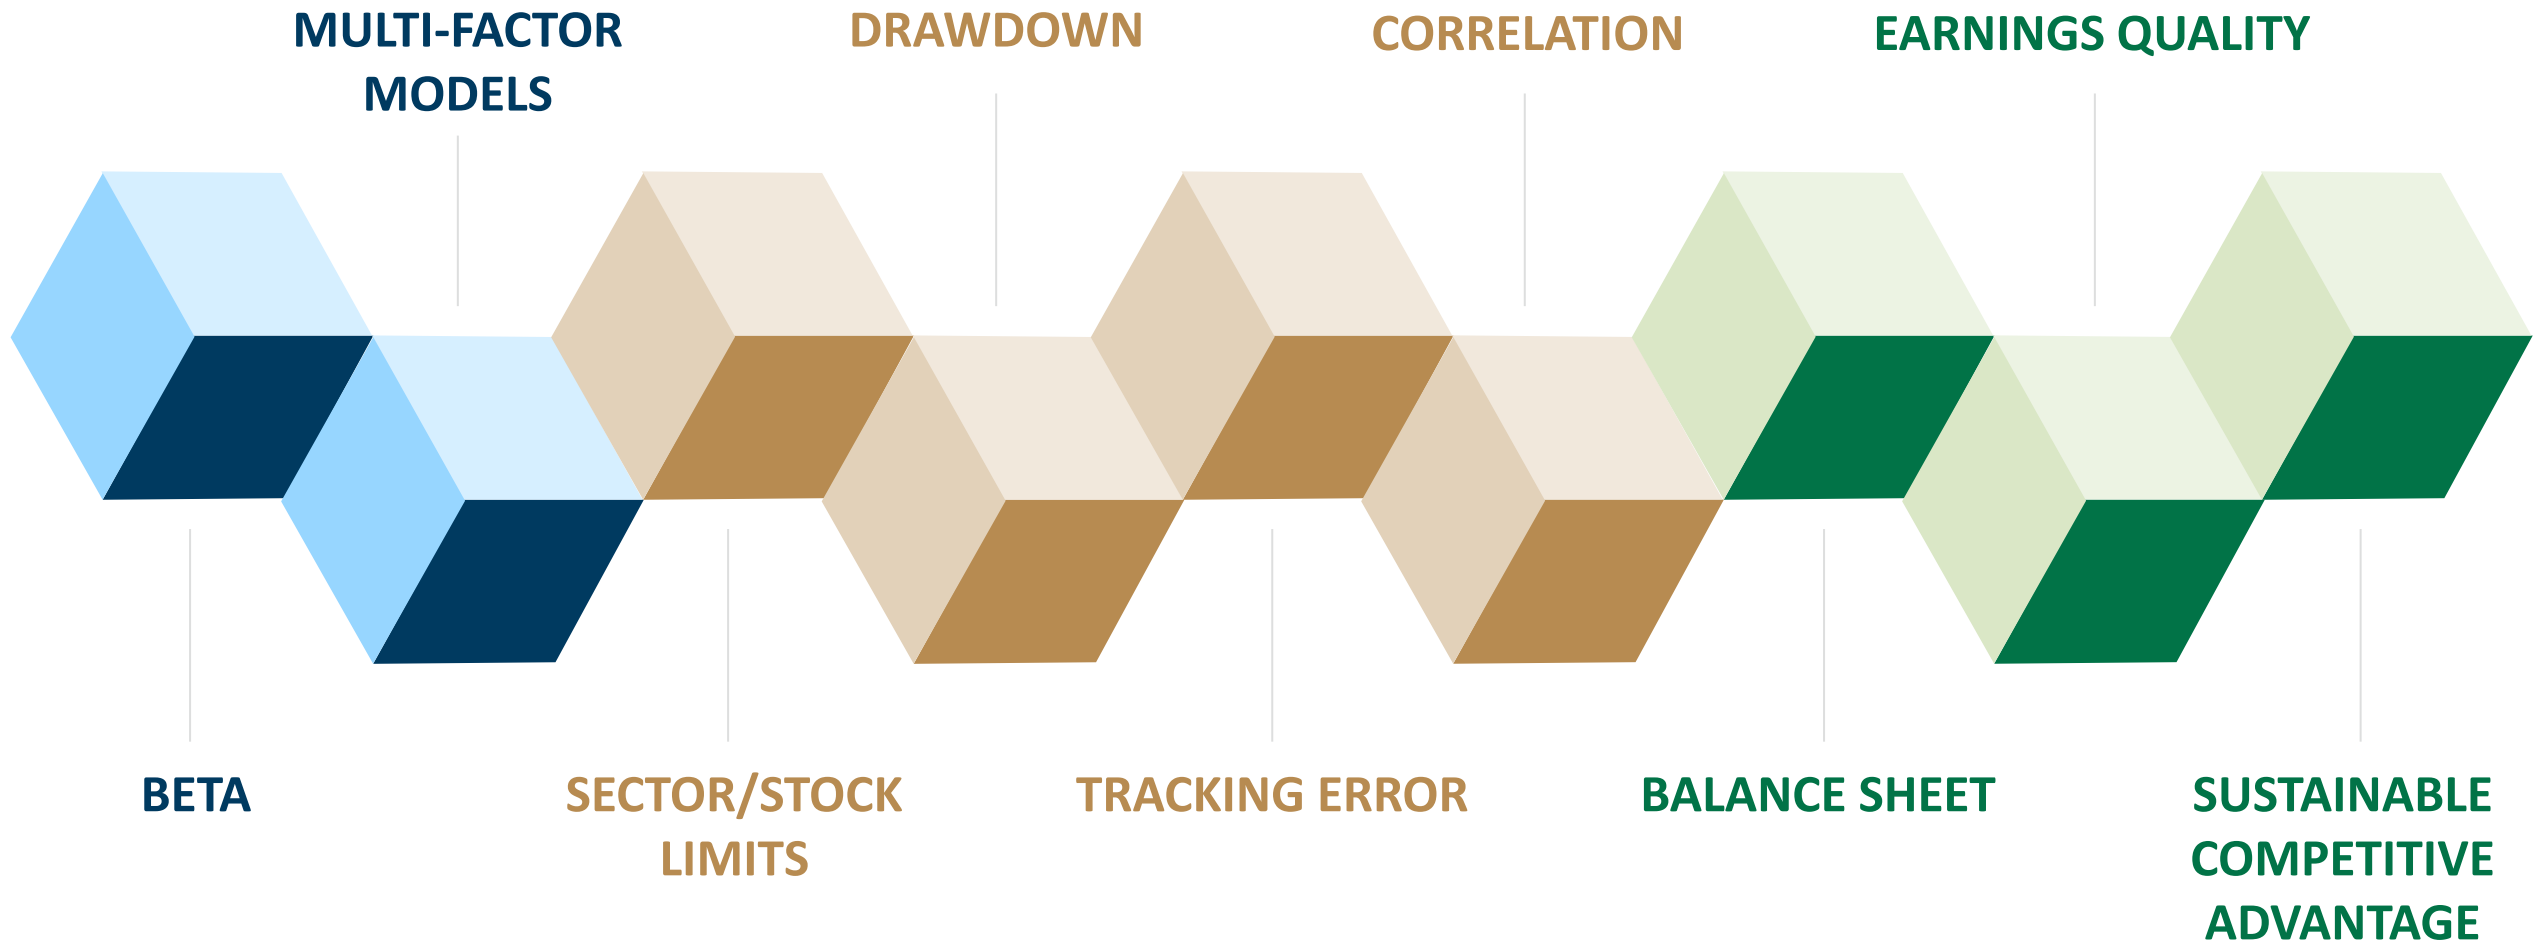 MULTI-FACTOR
MODELS
DRAWDOWN
CORRELATION
EARNINGS QUALITY
BETA
SECTOR/STOCK
LIMITS
TRACKING ERROR
BALANCE SHEET
SUSTAINABLE
COMPETITIVE
ADVANTAGE